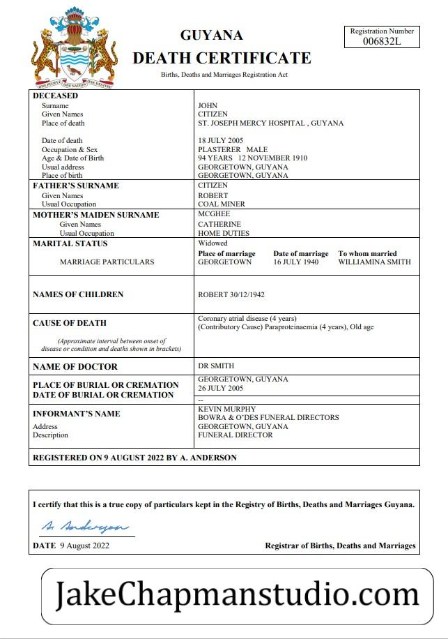 GUYANA
DEATH CERTIFICATE
Births, Deaths and Marriages Registration Act
Registration Number
006832L
DECEASED
Surname JOHN
Given Names CITIZEN
Place of death ST. JOSEPH MERCY HOSPITAL , GUYANA
Date of death 18 JULY 2005
Occupation & Sex PLASTERER MALE
Age & Date of Birth 94 YEARS 12 NOVEMBER 1910
Usual address GEORGETOWN, GUYANA
Place of birth GEORGETOWN, GUYANA
FATHER'S SURNAME CITIZEN
Given Names ROBERT
Usual Occupation COAL MINER
MOTHER'S MAIDEN SURNAME MCGHEE
Given Names CATHERINE
Usual Occupation HOME DUTIES
MARITAL STATUS Widowed
Place of marriage Date of marriage To whom married
MARRIAGE PARTICULARS GEORGETOWN 16 JULY 1940 WILLIAMINA SMITH
NAMES OF CHILDREN ROBERT 30/12/1942
CAUSE OF DEATH Coronary atrial disease (4 years)
(Contributory Cause) Paraproteinaemia (4 years), Old age
(Approximate interval between onset of
disease or condition and deaths shown in brackets)
NAME OF DOCTOR DR SMITH
PLACE OF BURIAL OR CREMATION GEORGETOWN, GUYANA
DATE OF BURIAL OR CREMATION 26 JULY 2005
--
INFORMANT'S NAME KEVIN MURPHY
BOWRA & O'DES FUNERAL DIRECTORS
Address GEORGETOWN, GUYANA
Description FUNERAL DIRECTOR
REGISTERED ON 9 AUGUST 2022 BY A. ANDERSON
I certify that this is a true copy of particulars kept in the Registry of Births, Deaths and Marriages Guyana.
A. Anderson
DATE 9 August 2022 Registrar of Births, Deaths and Marriages
JakeChapmanstudio.com